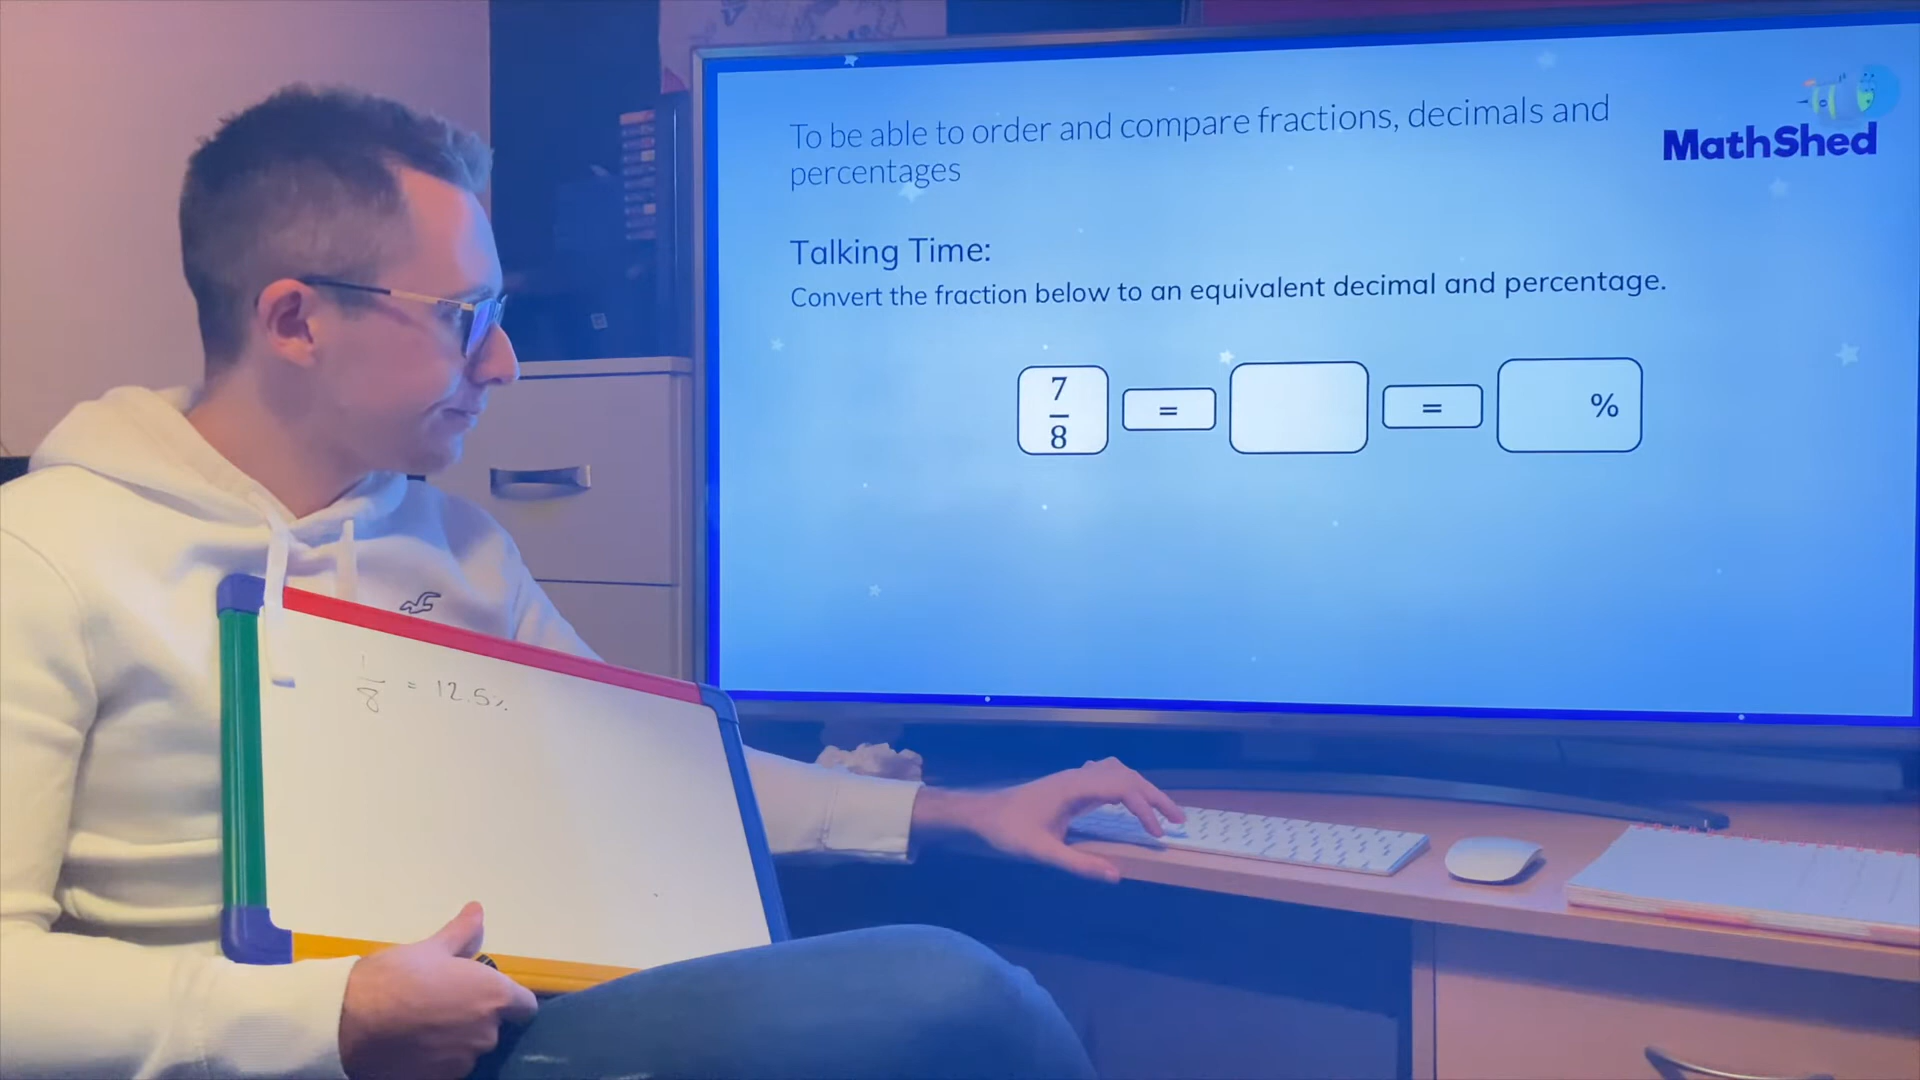 To be able to order and compare fractions, decimals and
percentages
MathShed
Talking Time:
Convert the fraction below to an equivalent decimal and percentage.
7/8 = = %
1/8 = 12.5%